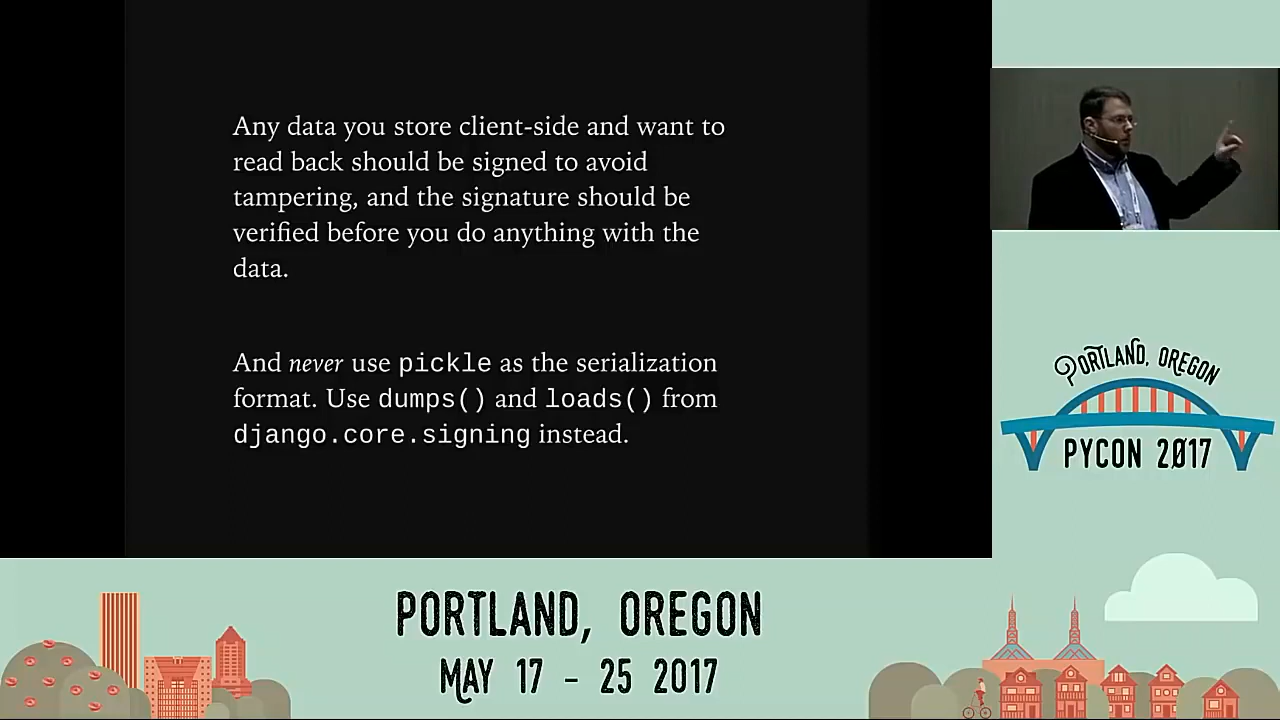 Any data you store client-side and want to
read back should be signed to avoid
tampering, and the signature should be
verified before you do anything with the
data.
And never use pickle as the serialization
format. Use dumps() and loads() from
django.core.signing instead.
PORTLAND, OREGON
PYCON 2017
PORTLAND, OREGON
MAY 17 - 25 2017